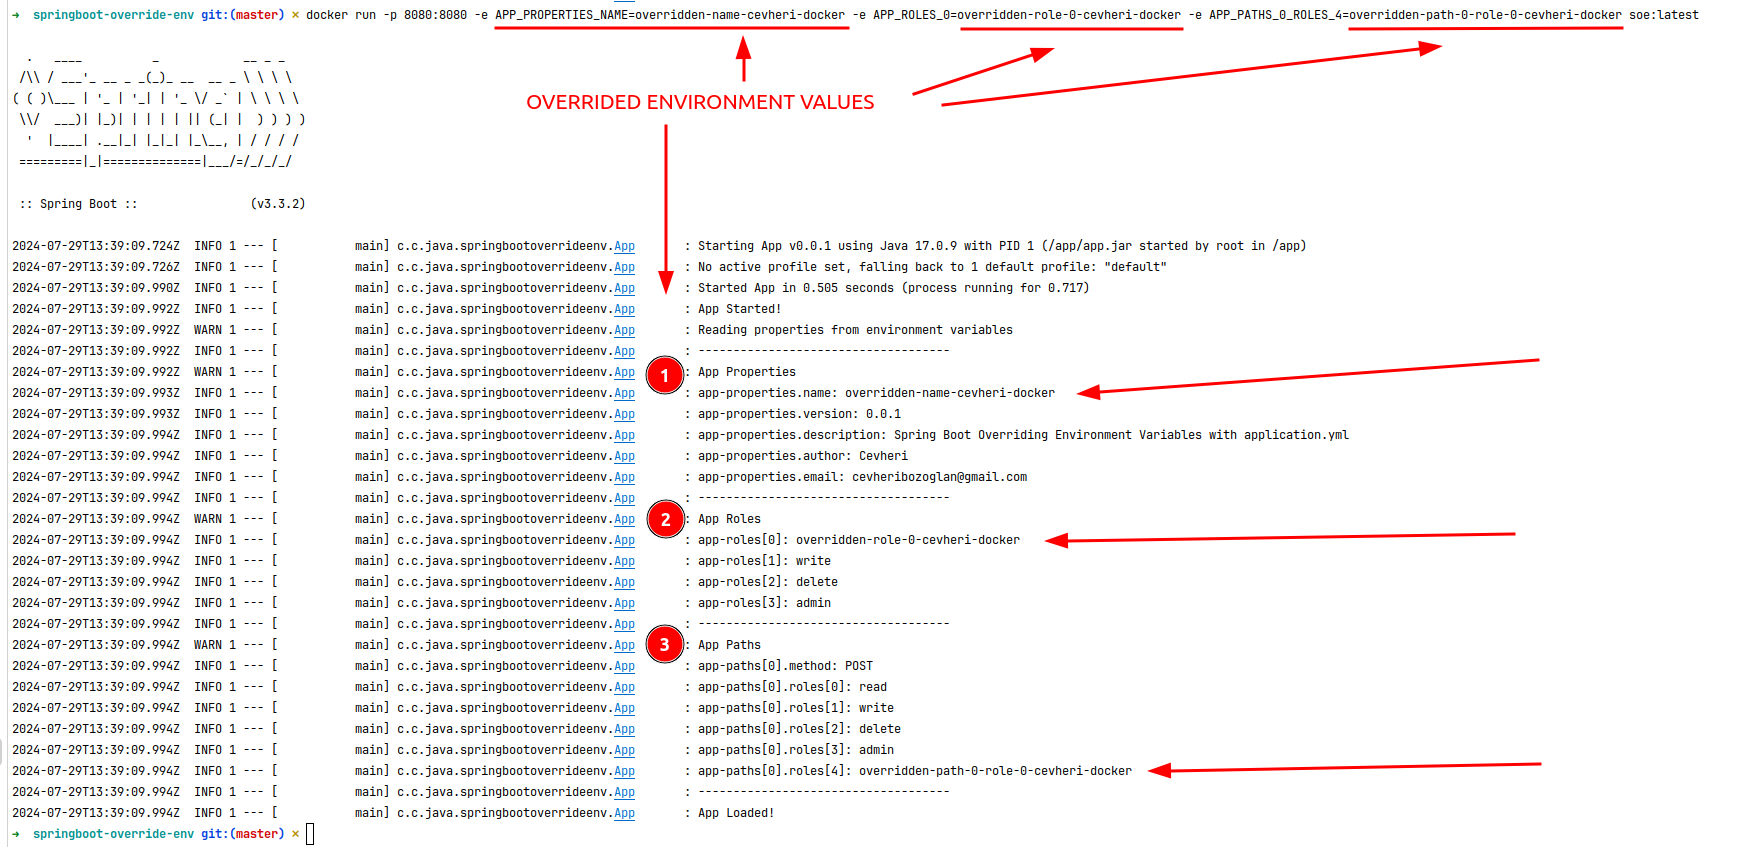 → springboot-override-env git:(master) × docker run -p 8080:8080 -e APP_PROPERTIES_NAME=overridden-name-cevheri-docker -e APP_ROLES_0=overridden-role-0-cevheri-docker -e APP_PATHS_0_ROLES_4=overridden-path-0-role-0-cevheri-docker soe:latest
OVERRIDED ENVIRONMENT VALUES
  .   ____          _            __ _ _
 /\\ / ___'_ __ _ _(_)_ __  __ _ \ \ \ \
( ( )\___ | '_ | '_| | '_ \/ _` | \ \ \ \
 \\/  ___)| |_)| | | | | || (_| |  ) ) ) )
  '  |____| .__|_| |_|_| |_\__, | / / / /
 =========|_|==============|___/=/_/_/_/
 :: Spring Boot ::                (v3.3.2)
2024-07-29T13:39:09.724Z  INFO 1 --- [           main] c.c.java.springbootoverrideenv.App       : Starting App v0.0.1 using Java 17.0.9 with PID 1 (/app/app.jar started by root in /app)
2024-07-29T13:39:09.726Z  INFO 1 --- [           main] c.c.java.springbootoverrideenv.App       : No active profile set, falling back to 1 default profile: "default"
2024-07-29T13:39:09.990Z  INFO 1 --- [           main] c.c.java.springbootoverrideenv.App       : Started App in 0.505 seconds (process running for 0.717)
2024-07-29T13:39:09.992Z  INFO 1 --- [           main] c.c.java.springbootoverrideenv.App       : App Started!
2024-07-29T13:39:09.992Z  WARN 1 --- [           main] c.c.java.springbootoverrideenv.App       : Reading properties from environment variables
2024-07-29T13:39:09.992Z  INFO 1 --- [           main] c.c.java.springbootoverrideenv.App       : ------------------------------------
2024-07-29T13:39:09.992Z  WARN 1 --- [           main] c.c.java.springbootoverrideenv.App  1  : App Properties
2024-07-29T13:39:09.993Z  INFO 1 --- [           main] c.c.java.springbootoverrideenv.App       : app-properties.name: overridden-name-cevheri-docker
2024-07-29T13:39:09.993Z  INFO 1 --- [           main] c.c.java.springbootoverrideenv.App       : app-properties.version: 0.0.1
2024-07-29T13:39:09.994Z  INFO 1 --- [           main] c.c.java.springbootoverrideenv.App       : app-properties.description: Spring Boot Overriding Environment Variables with application.yml
2024-07-29T13:39:09.994Z  INFO 1 --- [           main] c.c.java.springbootoverrideenv.App       : app-properties.author: Cevheri
2024-07-29T13:39:09.994Z  INFO 1 --- [           main] c.c.java.springbootoverrideenv.App       : app-properties.email: cevheribozoglan@gmail.com
2024-07-29T13:39:09.994Z  INFO 1 --- [           main] c.c.java.springbootoverrideenv.App       : ------------------------------------
2024-07-29T13:39:09.994Z  WARN 1 --- [           main] c.c.java.springbootoverrideenv.App  2  : App Roles
2024-07-29T13:39:09.994Z  INFO 1 --- [           main] c.c.java.springbootoverrideenv.App       : app-roles[0]: overridden-role-0-cevheri-docker
2024-07-29T13:39:09.994Z  INFO 1 --- [           main] c.c.java.springbootoverrideenv.App       : app-roles[1]: write
2024-07-29T13:39:09.994Z  INFO 1 --- [           main] c.c.java.springbootoverrideenv.App       : app-roles[2]: delete
2024-07-29T13:39:09.994Z  INFO 1 --- [           main] c.c.java.springbootoverrideenv.App       : app-roles[3]: admin
2024-07-29T13:39:09.994Z  INFO 1 --- [           main] c.c.java.springbootoverrideenv.App       : ------------------------------------
2024-07-29T13:39:09.994Z  WARN 1 --- [           main] c.c.java.springbootoverrideenv.App  3  : App Paths
2024-07-29T13:39:09.994Z  INFO 1 --- [           main] c.c.java.springbootoverrideenv.App       : app-paths[0].method: POST
2024-07-29T13:39:09.994Z  INFO 1 --- [           main] c.c.java.springbootoverrideenv.App       : app-paths[0].roles[0]: read
2024-07-29T13:39:09.994Z  INFO 1 --- [           main] c.c.java.springbootoverrideenv.App       : app-paths[0].roles[1]: write
2024-07-29T13:39:09.994Z  INFO 1 --- [           main] c.c.java.springbootoverrideenv.App       : app-paths[0].roles[2]: delete
2024-07-29T13:39:09.994Z  INFO 1 --- [           main] c.c.java.springbootoverrideenv.App       : app-paths[0].roles[3]: admin
2024-07-29T13:39:09.994Z  INFO 1 --- [           main] c.c.java.springbootoverrideenv.App       : app-paths[0].roles[4]: overridden-path-0-role-0-cevheri-docker
2024-07-29T13:39:09.994Z  INFO 1 --- [           main] c.c.java.springbootoverrideenv.App       : ------------------------------------
2024-07-29T13:39:09.994Z  INFO 1 --- [           main] c.c.java.springbootoverrideenv.App       : App Loaded!
→ springboot-override-env git:(master) ×